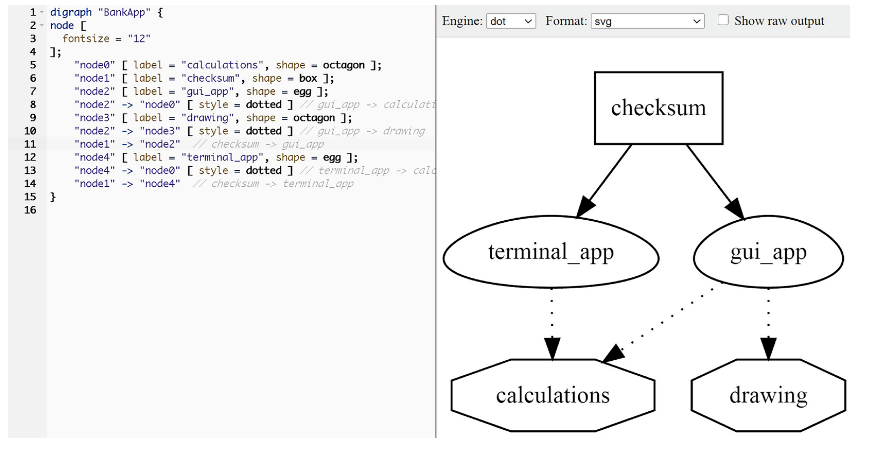 1 digraph "BankApp" {
2 node [
3 fontsize = "12"
4 ];
5 "node0" [ label = "calculations", shape = octagon ];
6 "node1" [ label = "checksum", shape = box ];
7 "node2" [ label = "gui_app", shape = egg ];
8 "node2" -> "node0" [ style = dotted ] // gui_app -> calculati
9 "node3" [ label = "drawing", shape = octagon ];
10 "node2" -> "node3" [ style = dotted ] // gui_app -> drawing
11 "node1" -> "node2" // checksum -> gui_app
12 "node4" [ label = "terminal_app", shape = egg ];
13 "node4" -> "node0" [ style = dotted ] // terminal_app -> calc
14 "node1" -> "node4" // checksum -> terminal_app
15 }
16
Engine: dot Format: svg Show raw output
checksum
terminal_app gui_app
calculations drawing